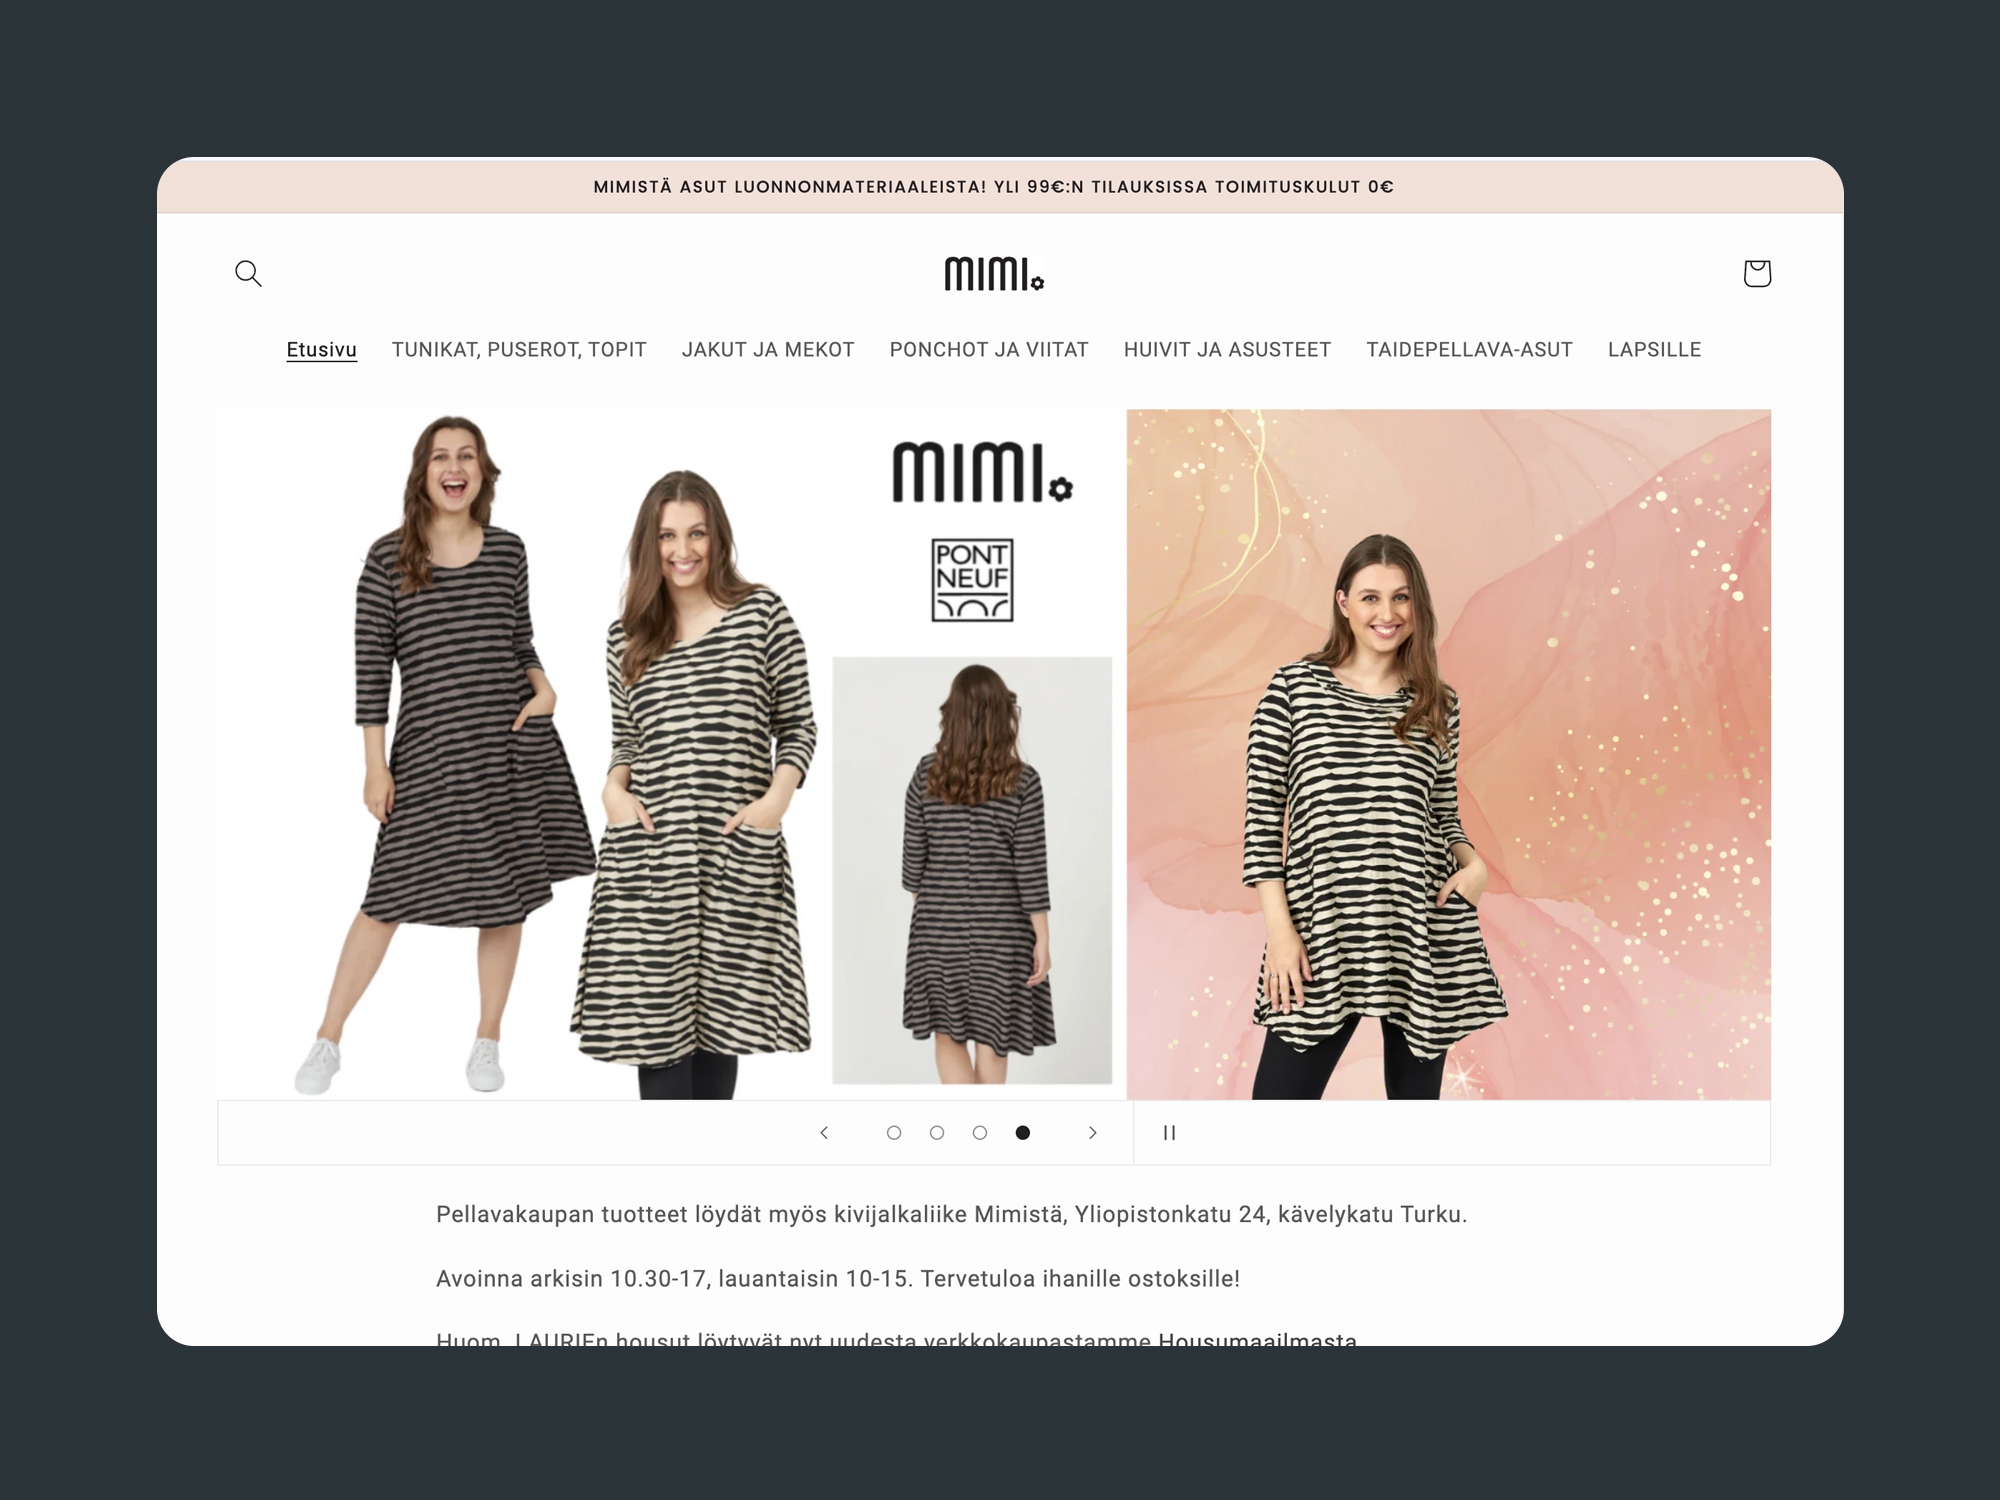 MIMISTÄ ASUT LUONNONMATERIAALEISTA! YLI 99€:N TILAUKSISSA TOIMITUSKULUT 0€
mimi
Etusivu TUNIKAT, PUSEROT, TOPIT JAKUT JA MEKOT PONCHOT JA VIITAT HUIVIT JA ASUSTEET TAIDEPELLAVA-ASUT LAPSILLE
mimi
PONT
NEUF
Pellavakaupan tuotteet löydät myös kivijalkaliike Mimistä, Yliopistonkatu 24, kävelykatu Turku.
Avoinna arkisin 10.30-17, lauantaisin 10-15. Tervetuloa ihanille ostoksille!
Huom. LAURIEn housut löytyvät nyt uudesta verkkokaupastamme Housumaailmasta